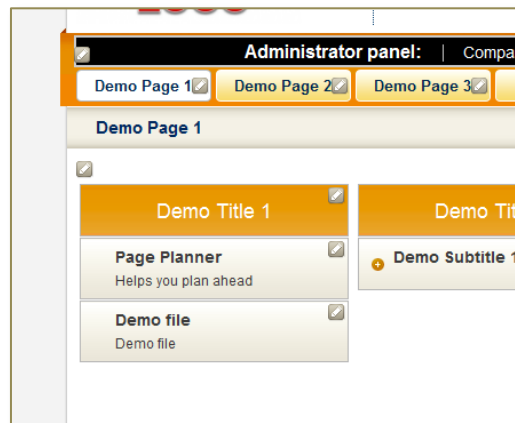 Administrator panel: | Compa
Demo Page 1 Demo Page 2 Demo Page 3
Demo Page 1
Demo Title 1 Demo Tit
Page Planner Demo Subtitle 1
Helps you plan ahead
Demo file
Demo file